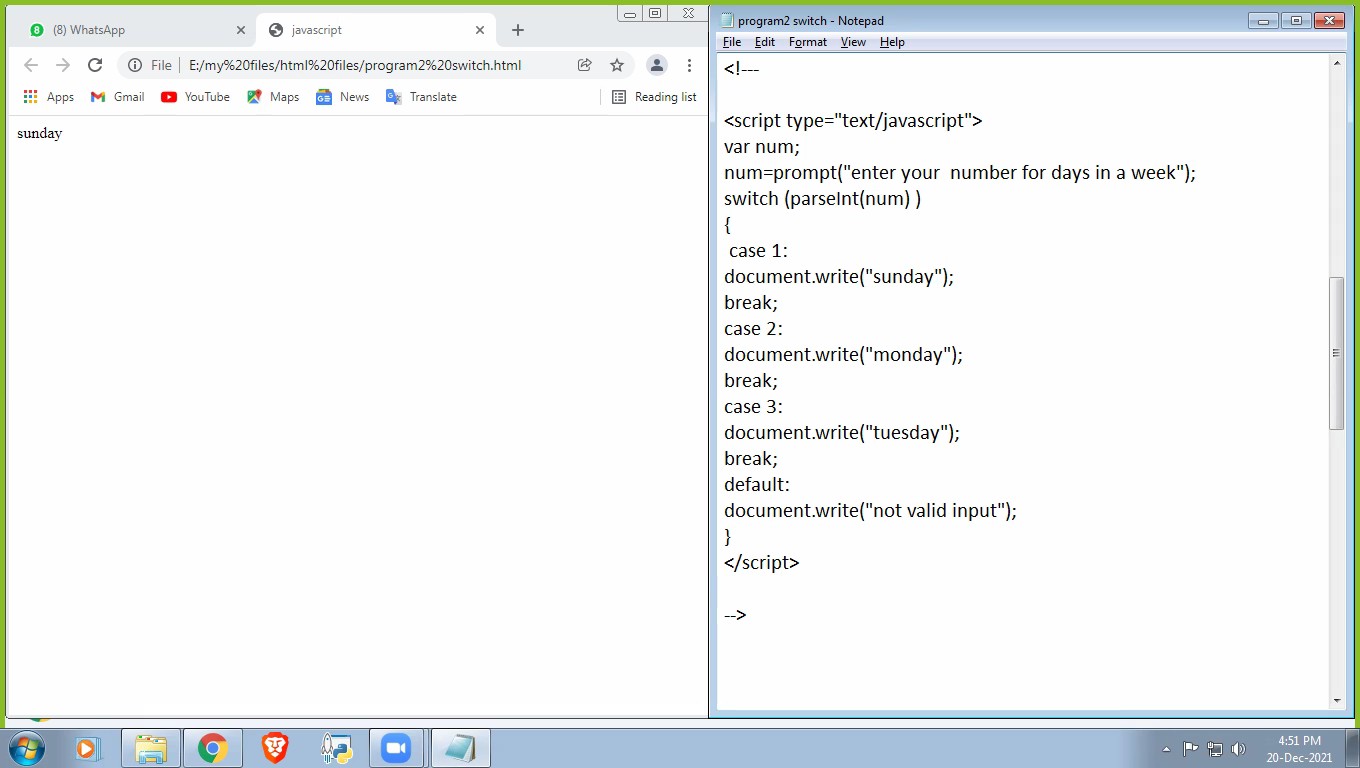 (8) WhatsApp
javascript
File
E:/my%20files/html%20files/program2%20switch.html
Apps
Gmail
YouTube
Maps
News
Translate
Reading list
sunday
program2 switch - Notepad
File Edit Format View Help
<!---
<script type="text/javascript">
var num;
num=prompt("enter your  number for days in a week");
switch (parseInt(num) )
{
 case 1:
document.write("sunday");
break;
case 2:
document.write("monday");
break;
case 3:
document.write("tuesday");
break;
default:
document.write("not valid input");
}
</script>
-->
4:51 PM
20-Dec-2021